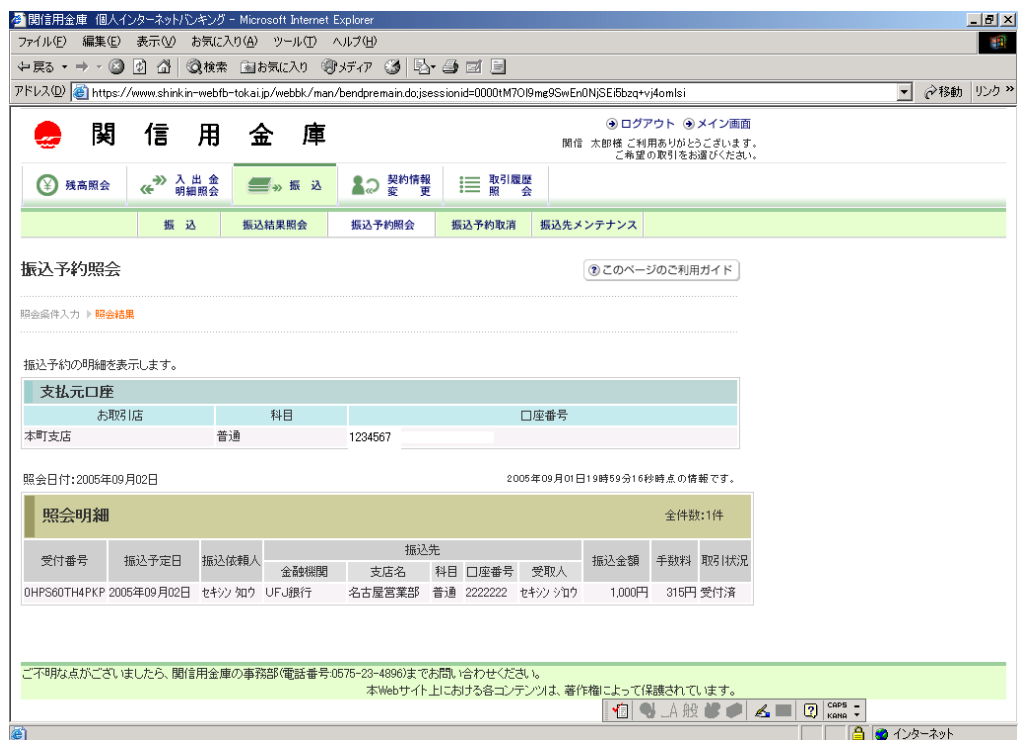 関信用金庫 個人インターネットバンキング - Microsoft Internet Explorer
ファイル(F) 編集(E) 表示(V) お気に入り(A) ツール(T) ヘルプ(H)
戻る 検索 お気に入り メディア
アドレス(D) https://www.shinkin-webfb-tokai.jp/webbk/man/bendpremain.do;jsessionid=0000tM7OI9mg9SwEn0NjSEi5bzq+vj4omIsi 移動 リンク »
関信用金庫
ログアウト メイン画面
関信 太郎様 ご利用ありがとうございます。
ご希望の取引をお選びください。
残高照会 入出金明細照会 振込 契約情報変更 取引履歴照会
振込 振込結果照会 振込予約照会 振込予約取消 振込先メンテナンス
振込予約照会 このページのご利用ガイド
照会条件入力 照会結果
振込予約の明細を表示します。
支払元口座
お取引店 科目 口座番号
本町支店 普通 1234567
照会日付:2005年09月02日 2005年09月01日19時59分16秒時点の情報です。
照会明細 全件数:1件
受付番号 振込予定日 振込依頼人 振込先 振込金額 手数料 取引状況
金融機関 支店名 科目 口座番号 受取人
0HPS60TH4PKP 2005年09月02日 セキシン タロウ UFJ銀行 名古屋営業部 普通 2222222 セキシン ジロウ 1,000円 315円 受付済
ご不明な点がございましたら、関信用金庫の事務部(電話番号:0575-23-4896)までお問い合わせください。
本Webサイト上における各コンテンツは、著作権によって保護されています。
A 般 CAPS
KANA
インターネット